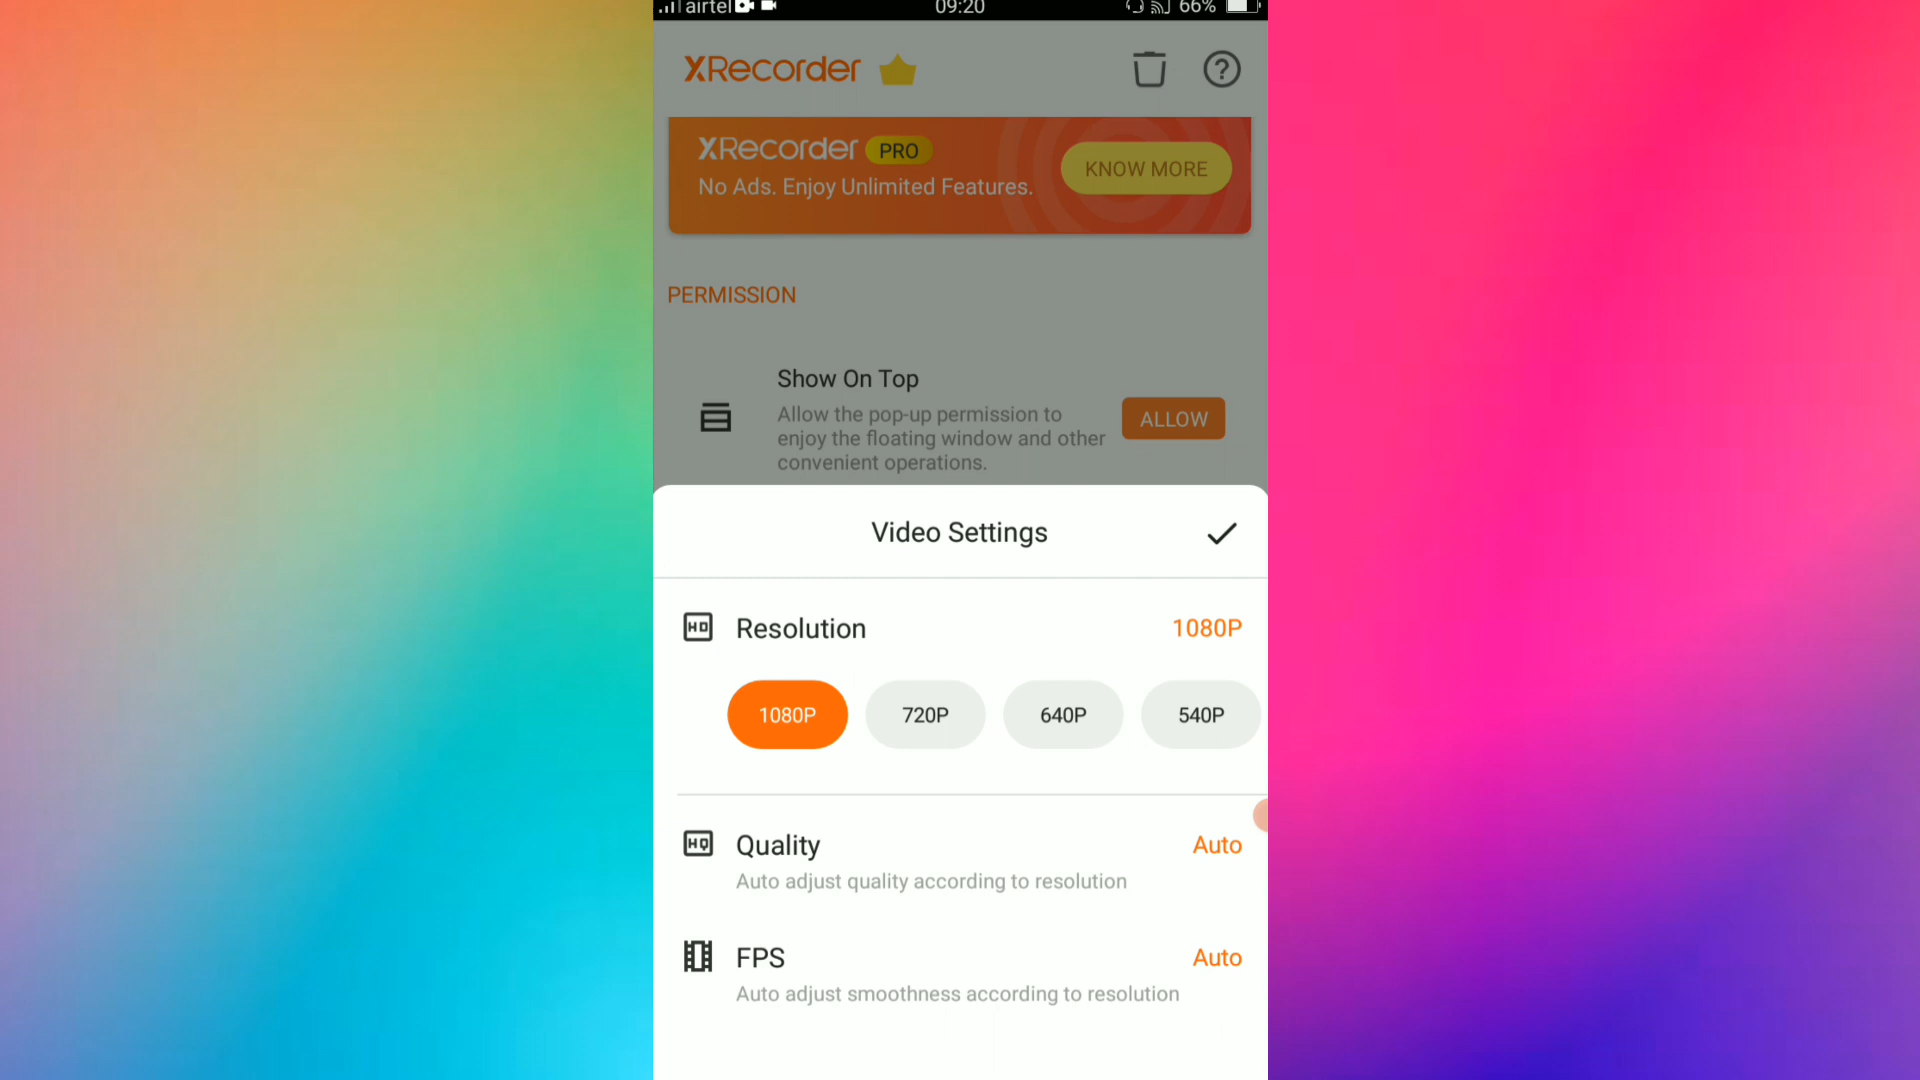 airtel 09:20 66%
XRecorder
XRecorder PRO
No Ads. Enjoy Unlimited Features.
KNOW MORE
PERMISSION
Show On Top
Allow the pop-up permission to
enjoy the floating window and other
convenient operations.
ALLOW
Video Settings
HD Resolution 1080P
1080P 720P 640P 540P
HQ Quality Auto
Auto adjust quality according to resolution
FPS Auto
Auto adjust smoothness according to resolution